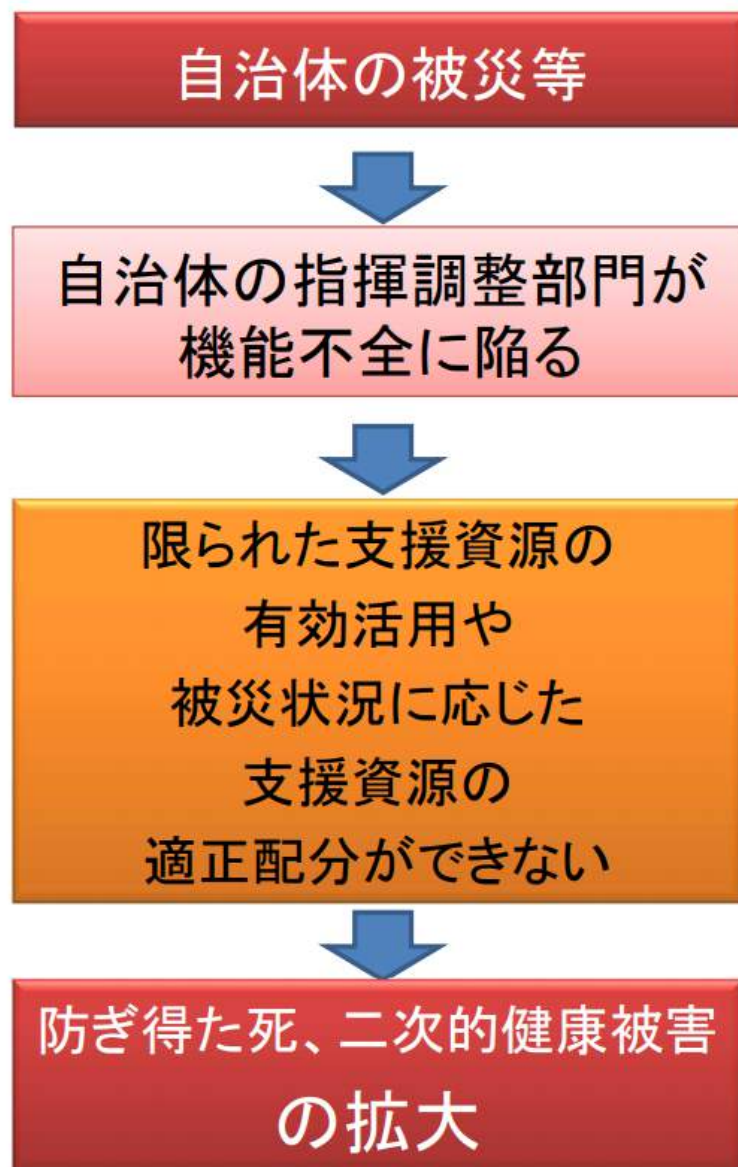 自治体の被災等
自治体の指揮調整部門が
機能不全に陥る
限られた支援資源の
有効活用や
被災状況に応じた
支援資源の
適正配分ができない
防ぎ得た死、二次的健康被害
の拡大